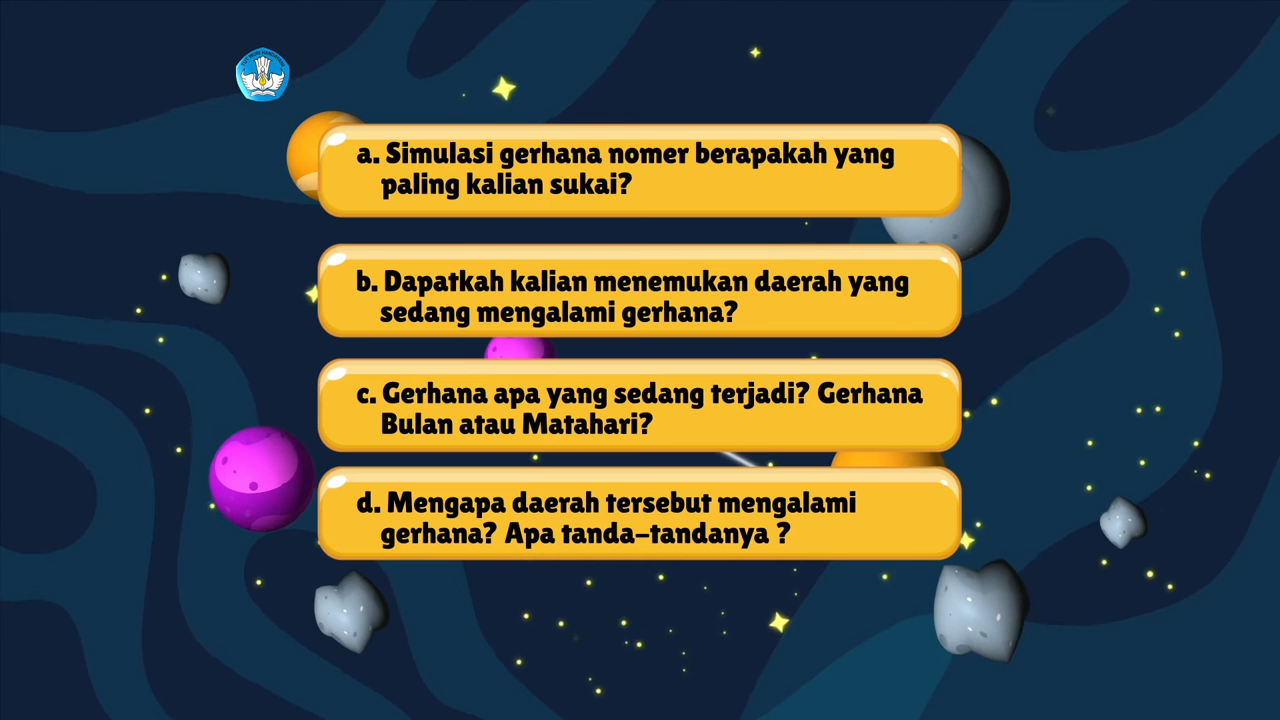 a. Simulasi gerhana nomer berapakah yang
paling kalian sukai?
b. Dapatkah kalian menemukan daerah yang
sedang mengalami gerhana?
c. Gerhana apa yang sedang terjadi? Gerhana
Bulan atau Matahari?
d. Mengapa daerah tersebut mengalami
gerhana? Apa tanda-tandanya ?